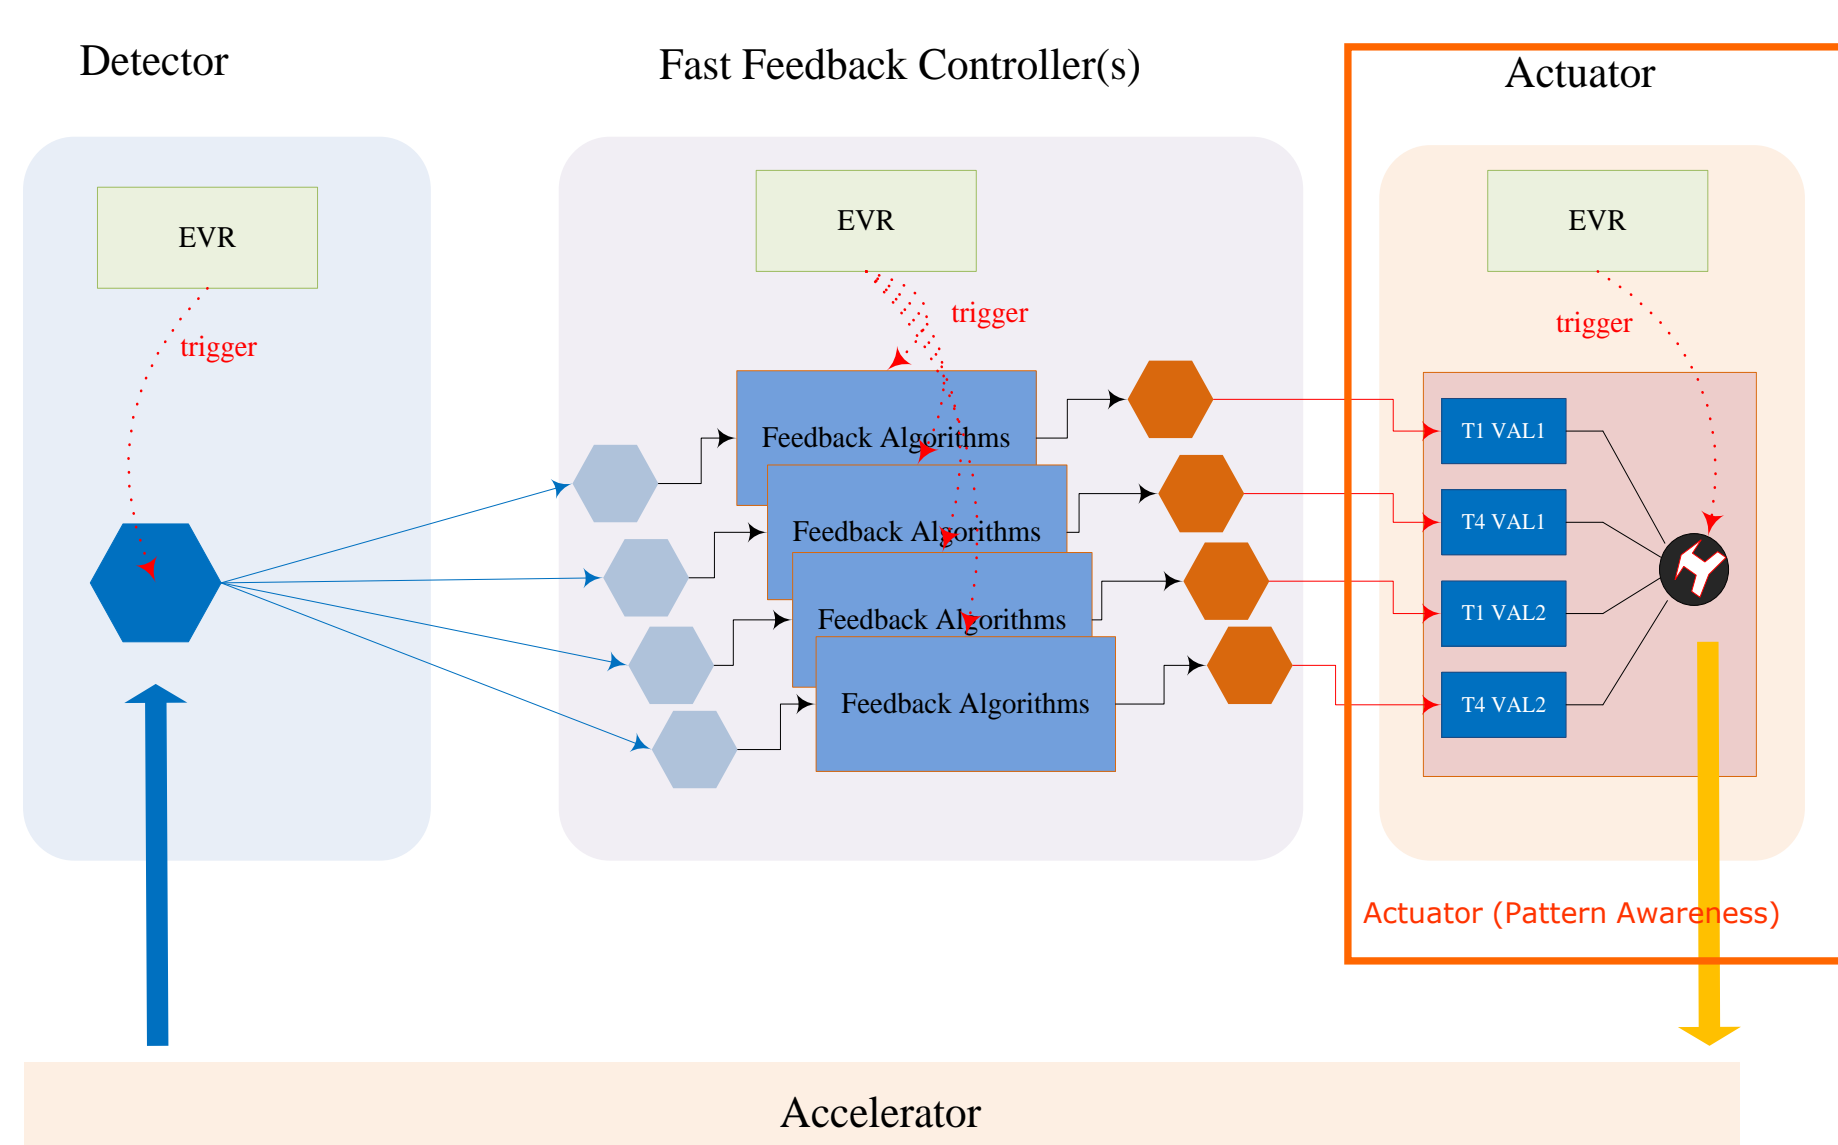 Detector
Fast Feedback Controller(s)
Actuator
EVR
EVR
EVR
trigger
trigger
trigger
Feedback Algorithms
Feedback Algorithms
Feedback Algorithms
Feedback Algorithms
T1 VAL1
T4 VAL1
T1 VAL2
T4 VAL2
Actuator (Pattern Awareness)
Accelerator